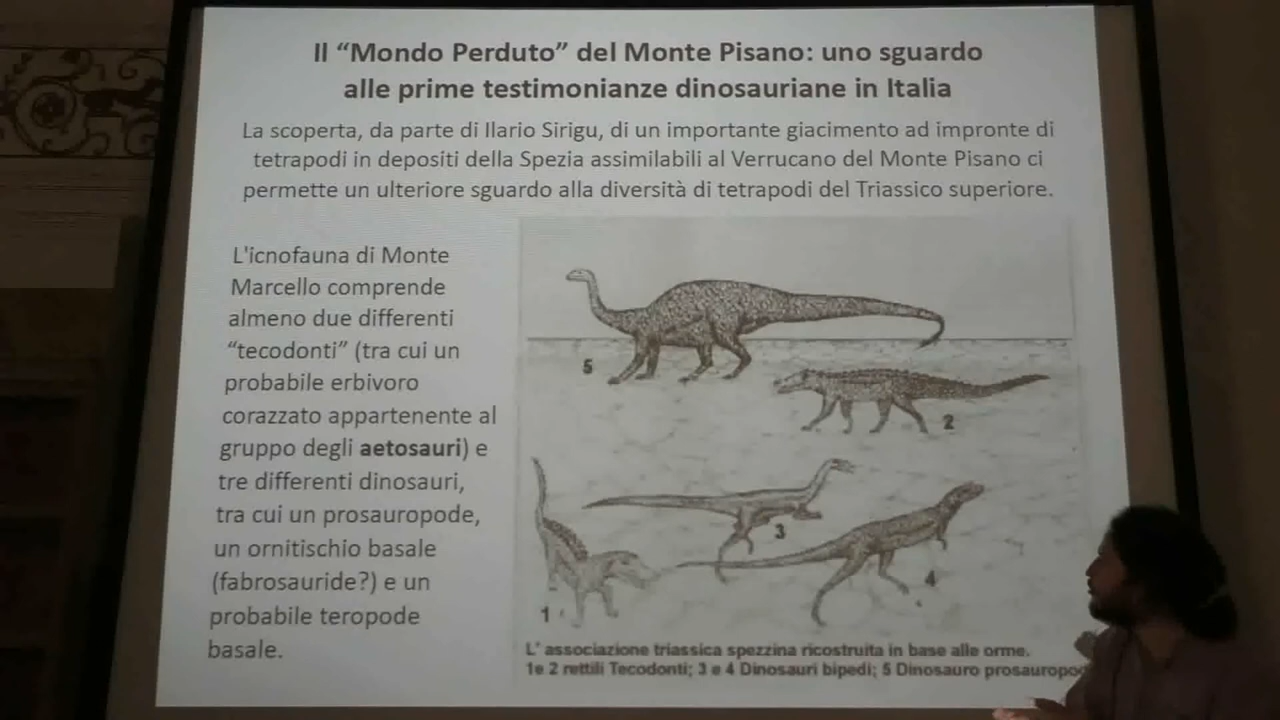 Il “Mondo Perduto” del Monte Pisano: uno sguardo
alle prime testimonianze dinosauriane in Italia
La scoperta, da parte di Ilario Sirigu, di un importante giacimento ad impronte di
tetrapodi in depositi della Spezia assimilabili al Verrucano del Monte Pisano ci
permette un ulteriore sguardo alla diversità di tetrapodi del Triassico superiore.
L'icnofauna di Monte
Marcello comprende
almeno due differenti
“tecodonti” (tra cui un
probabile erbivoro
corazzato appartenente al
gruppo degli aetosauri) e
tre differenti dinosauri,
tra cui un prosauropode,
un ornitischio basale
(fabrosauride?) e un
probabile teropode
basale.
5
2
3
4
1
L' associazione triassica spezzina ricostruita in base alle orme.
1e 2 rettili Tecodonti; 3 e 4 Dinosauri bipedi; 5 Dinosauro